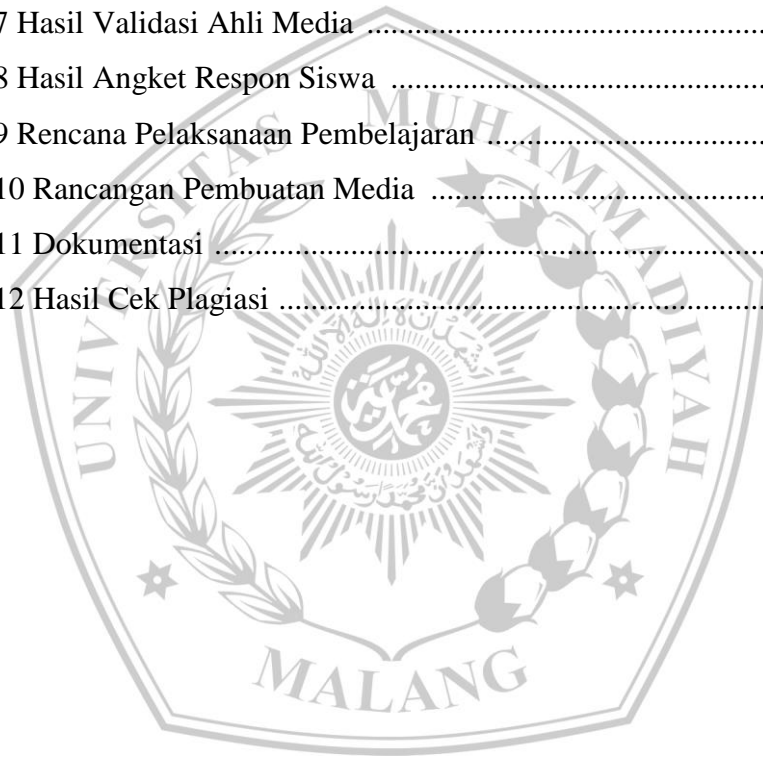 7 Hasil Validasi Ahli Media ......................................................
8 Hasil Angket Respon Siswa ..................................................
9 Rencana Pelaksanaan Pembelajaran .....................................
10 Rancangan Pembuatan Media .............................................
11 Dokumentasi ........................................................................
12 Hasil Cek Plagiasi ...............................................................
UNIVERSITAS MUHAMMADIYAH
MALANG